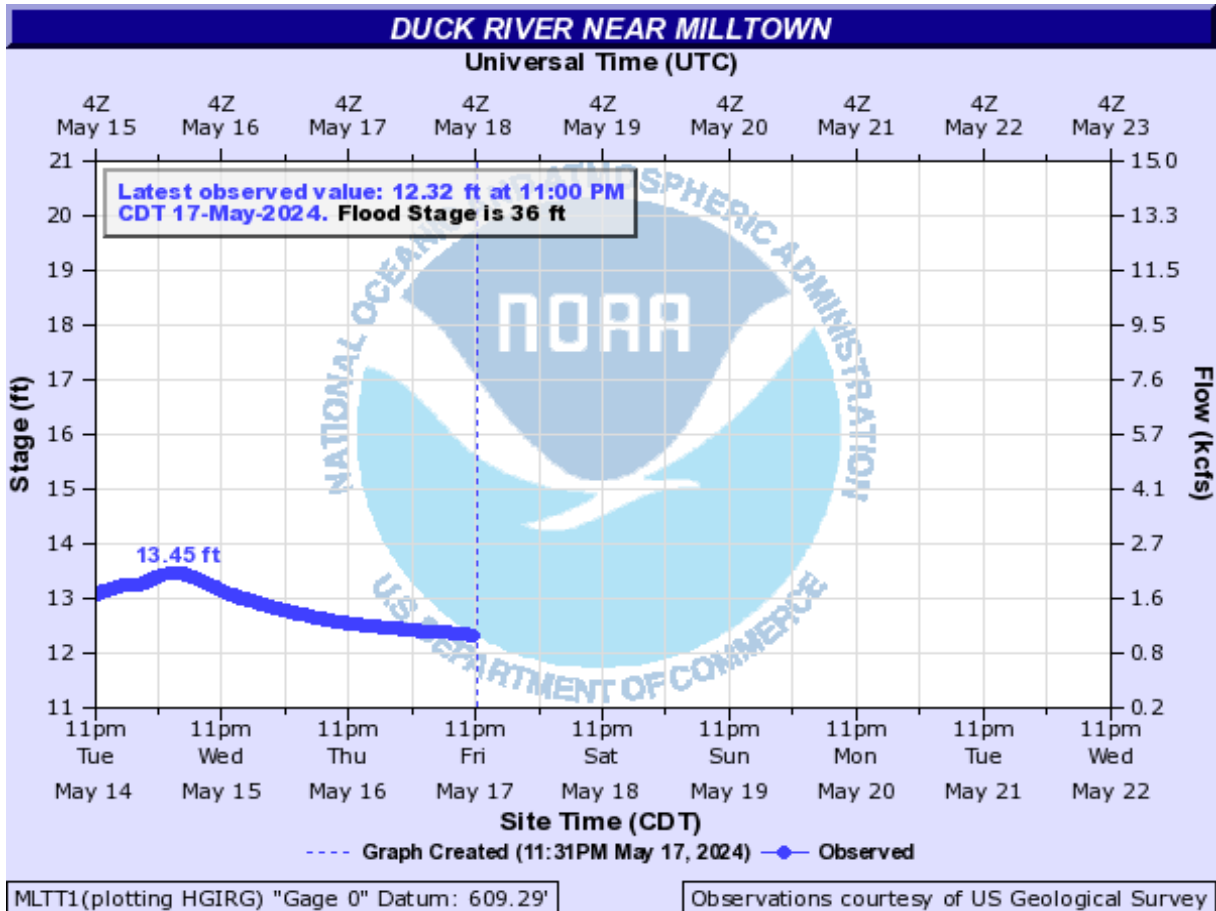 DUCK RIVER NEAR MILLTOWN
Universal Time (UTC)
4Z 4Z 4Z 4Z 4Z 4Z 4Z 4Z 4Z
May 15 May 16 May 17 May 18 May 19 May 20 May 21 May 22 May 23
Latest observed value: 12.32 ft at 11:00 PM
CDT 17-May-2024. Flood Stage is 36 ft
NATIONAL OCEANIC AND ATMOSPHERIC ADMINISTRATION
NOAA
U.S. DEPARTMENT OF COMMERCE
Stage (ft)
21
20
19
18
17
16
15
14
13
12
11
13.45 ft
Flow (kcfs)
15.0
13.3
11.5
9.5
7.6
5.7
4.1
2.7
1.6
0.8
0.2
11pm 11pm 11pm 11pm 11pm 11pm 11pm 11pm 11pm
Tue Wed Thu Fri Sat Sun Mon Tue Wed
May 14 May 15 May 16 May 17 May 18 May 19 May 20 May 21 May 22
Site Time (CDT)
Graph Created (11:31PM May 17, 2024) Observed
MLTT1(plotting HGIRG) "Gage 0" Datum: 609.29'
Observations courtesy of US Geological Survey